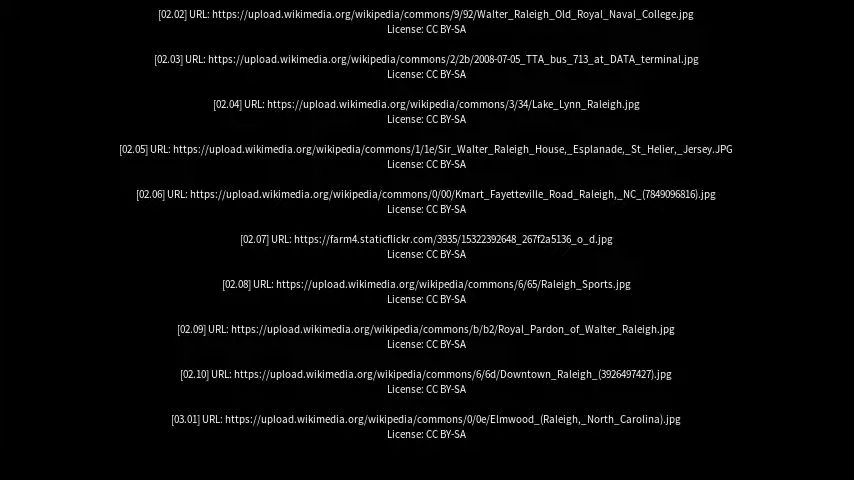 [02.02] URL: https://upload.wikimedia.org/wikipedia/commons/9/92/Walter_Raleigh_Old_Royal_Naval_College.jpg
License: CC BY-SA
[02.03] URL: https://upload.wikimedia.org/wikipedia/commons/2/2b/2008-07-05_TTA_bus_713_at_DATA_terminal.jpg
License: CC BY-SA
[02.04] URL: https://upload.wikimedia.org/wikipedia/commons/3/34/Lake_Lynn_Raleigh.jpg
License: CC BY-SA
[02.05] URL: https://upload.wikimedia.org/wikipedia/commons/1/1e/Sir_Walter_Raleigh_House,_Esplanade,_St_Helier,_Jersey.JPG
License: CC BY-SA
[02.06] URL: https://upload.wikimedia.org/wikipedia/commons/0/00/Kmart_Fayetteville_Road_Raleigh,_NC_(7849096816).jpg
License: CC BY-SA
[02.07] URL: https://farm4.staticflickr.com/3935/15322392648_267f2a5136_o_d.jpg
License: CC BY-SA
[02.08] URL: https://upload.wikimedia.org/wikipedia/commons/6/65/Raleigh_Sports.jpg
License: CC BY-SA
[02.09] URL: https://upload.wikimedia.org/wikipedia/commons/b/b2/Royal_Pardon_of_Walter_Raleigh.jpg
License: CC BY-SA
[02.10] URL: https://upload.wikimedia.org/wikipedia/commons/6/6d/Downtown_Raleigh_(3926497427).jpg
License: CC BY-SA
[03.01] URL: https://upload.wikimedia.org/wikipedia/commons/0/0e/Elmwood_(Raleigh,_North_Carolina).jpg
License: CC BY-SA